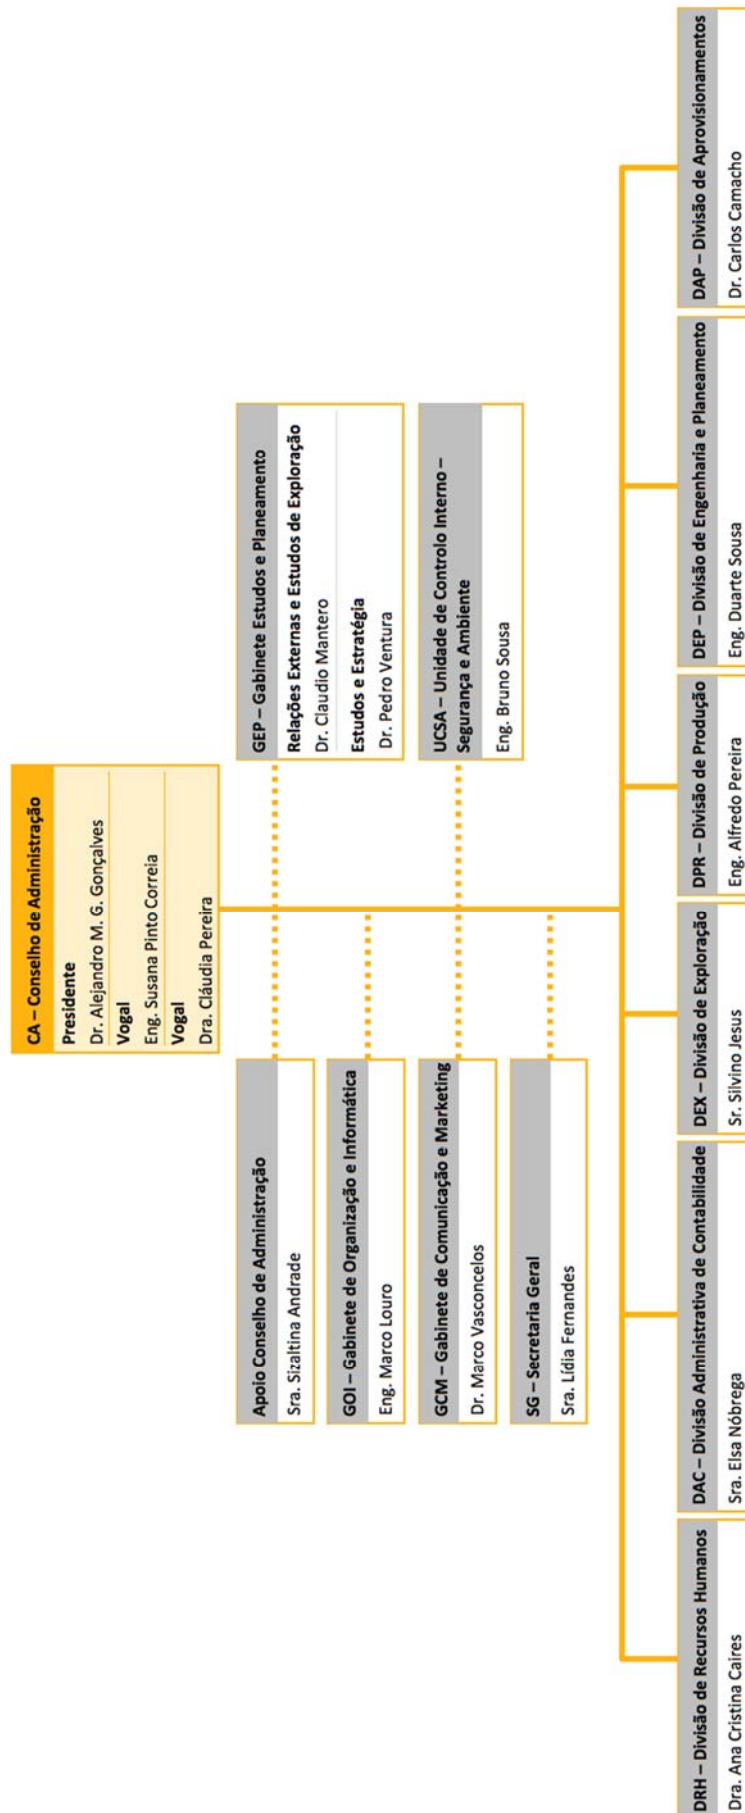 CA – Conselho de Administração
Presidente
Dr. Alejandro M. G. Gonçalves
Vogal
Eng. Susana Pinto Correia
Vogal
Dra. Cláudia Pereira
Apoio Conselho de Administração
Sra. Sizaltina Andrade
GOI – Gabinete de Organização e Informática
Eng. Marco Louro
GCM – Gabinete de Comunicação e Marketing
Dr. Marco Vasconcelos
SG – Secretaria Geral
Sra. Lídia Fernandes
GEP – Gabinete Estudos e Planeamento
Relações Externas e Estudos de Exploração
Dr. Claudio Mantero
Estudos e Estratégia
Dr. Pedro Ventura
UCSA – Unidade de Controlo Interno –
Segurança e Ambiente
Eng. Bruno Sousa
DRH – Divisão de Recursos Humanos
Dra. Ana Cristina Caires
DAC – Divisão Administrativa de Contabilidade
Sra. Elsa Nóbrega
DEX – Divisão de Exploração
Sr. Silvino Jesus
DPR – Divisão de Produção
Eng. Alfredo Pereira
DEP – Divisão de Engenharia e Planeamento
Eng. Duarte Sousa
DAP – Divisão de Aprovisionamentos
Dr. Carlos Camacho